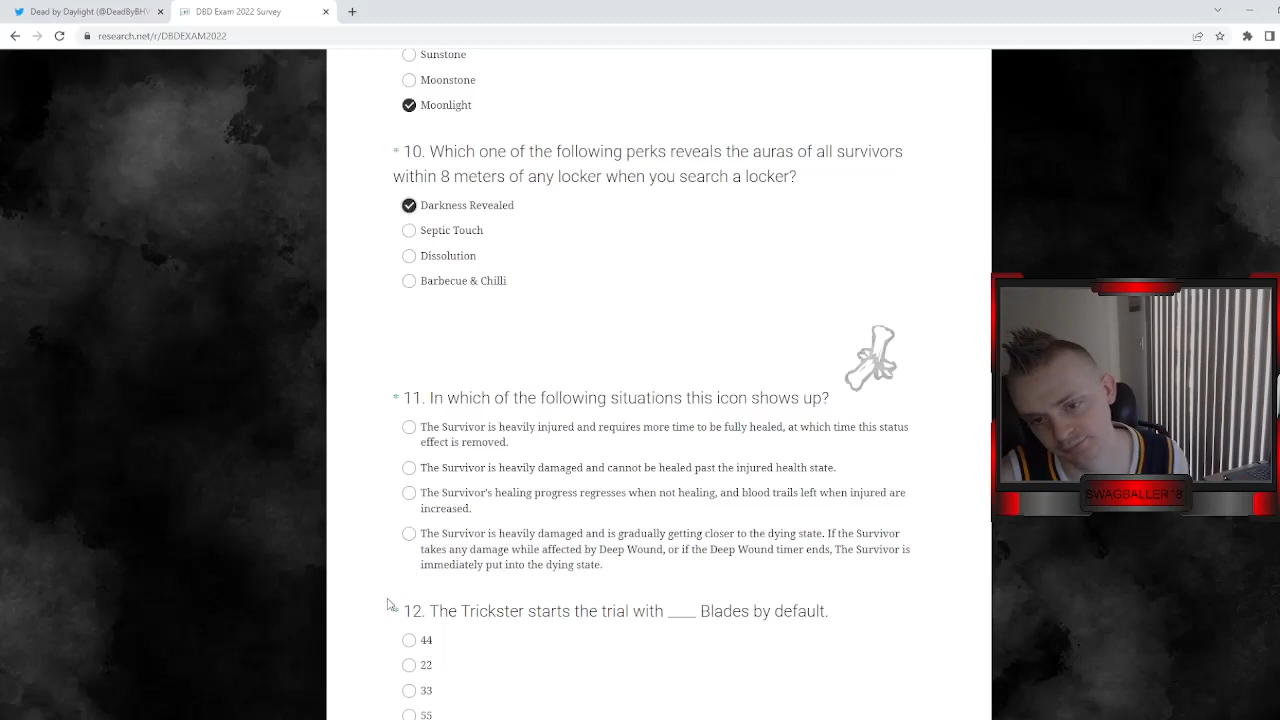 Dead by Daylight (@DeadByBHV
DBD Exam 2022 Survey
research.net/r/DBDEXAM2022
Sunstone
Moonstone
Moonlight
* 10. Which one of the following perks reveals the auras of all survivors
within 8 meters of any locker when you search a locker?
Darkness Revealed
Septic Touch
Dissolution
Barbecue & Chilli
* 11. In which of the following situations this icon shows up?
The Survivor is heavily injured and requires more time to be fully healed, at which time this status
effect is removed.
The Survivor is heavily damaged and cannot be healed past the injured health state.
The Survivor's healing progress regresses when not healing, and blood trails left when injured are
increased.
The Survivor is heavily damaged and is gradually getting closer to the dying state. If the Survivor
takes any damage while affected by Deep Wound, or if the Deep Wound timer ends, The Survivor is
immediately put into the dying state.
* 12. The Trickster starts the trial with ____ Blades by default.
44
22
33
55
SWAGBALLER18